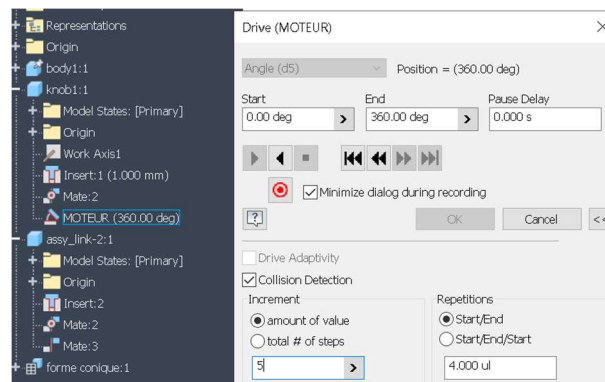 Representations
Origin
body1:1
knob1:1
Model States: [Primary]
Origin
Work Axis1
Insert:1 (1.000 mm)
Mate:2
MOTEUR (360.00 deg)
assy_link-2:1
Model States: [Primary]
Origin
Insert:2
Mate:2
Mate:3
forme conique:1
Drive (MOTEUR)
Angle (d5) Position = (360.00 deg)
Start End Pause Delay
0.00 deg > 360.00 deg > 0.000 s
Minimize dialog during recording
? OK Cancel <<
Drive Adaptivity
Collision Detection
Increment Repetitions
amount of value Start/End
total # of steps Start/End/Start
5 > 4.000 ul